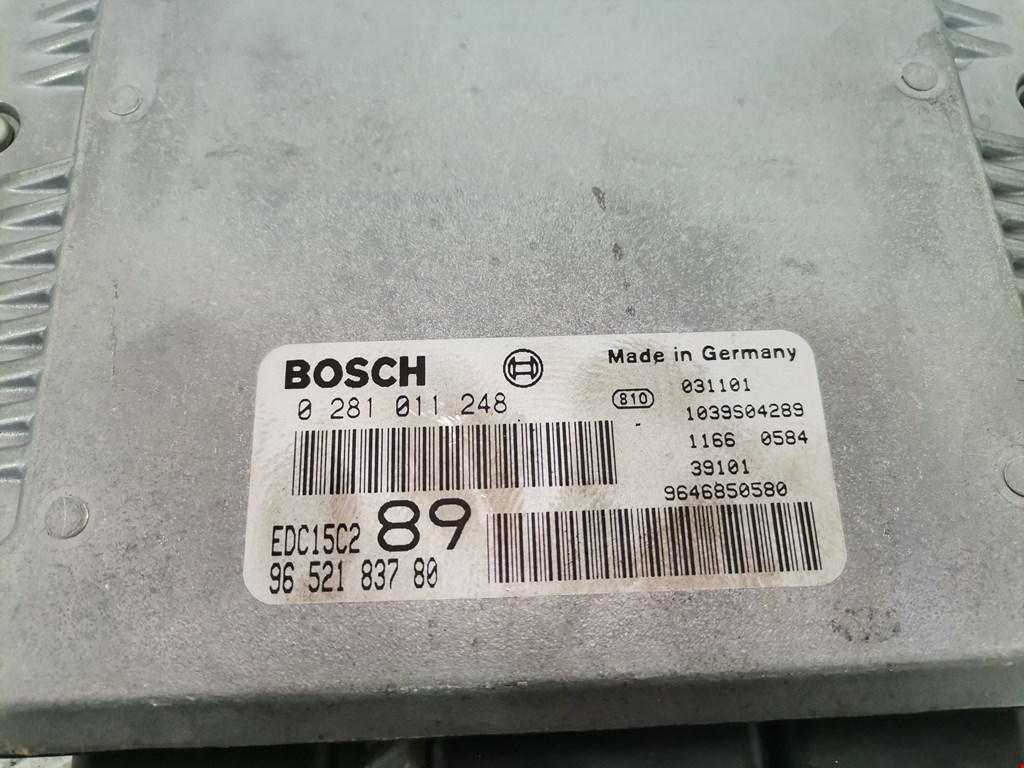 BOSCH
0 281 011 248
Made in Germany
810 031101
1039S04289
1166 0584
39101
9646850580
EDC15C2 89
96 521 837 80